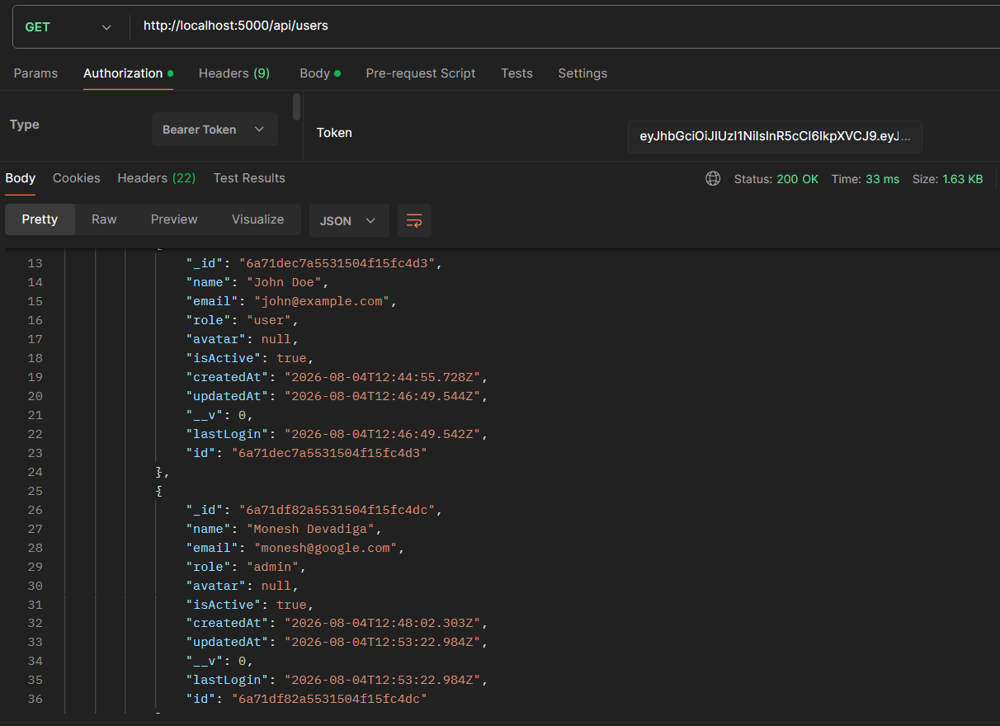 GET http://localhost:5000/api/users
Params Authorization Headers (9) Body Pre-request Script Tests Settings
Type Bearer Token Token eyJhbGciOiJIUzI1NiIsInR5cCI6IkpXVCJ9.eyJ...
Body Cookies Headers (22) Test Results Status: 200 OK Time: 33 ms Size: 1.63 KB
Pretty Raw Preview Visualize JSON
13 "_id": "6a71dec7a5531504f15fc4d3",
14 "name": "John Doe",
15 "email": "john@example.com",
16 "role": "user",
17 "avatar": null,
18 "isActive": true,
19 "createdAt": "2026-08-04T12:44:55.728Z",
20 "updatedAt": "2026-08-04T12:46:49.544Z",
21 "__v": 0,
22 "lastLogin": "2026-08-04T12:46:49.542Z",
23 "id": "6a71dec7a5531504f15fc4d3"
24 },
25 {
26 "_id": "6a71df82a5531504f15fc4dc",
27 "name": "Monesh Devadiga",
28 "email": "monesh@google.com",
29 "role": "admin",
30 "avatar": null,
31 "isActive": true,
32 "createdAt": "2026-08-04T12:48:02.303Z",
33 "updatedAt": "2026-08-04T12:53:22.984Z",
34 "__v": 0,
35 "lastLogin": "2026-08-04T12:53:22.984Z",
36 "id": "6a71df82a5531504f15fc4dc"